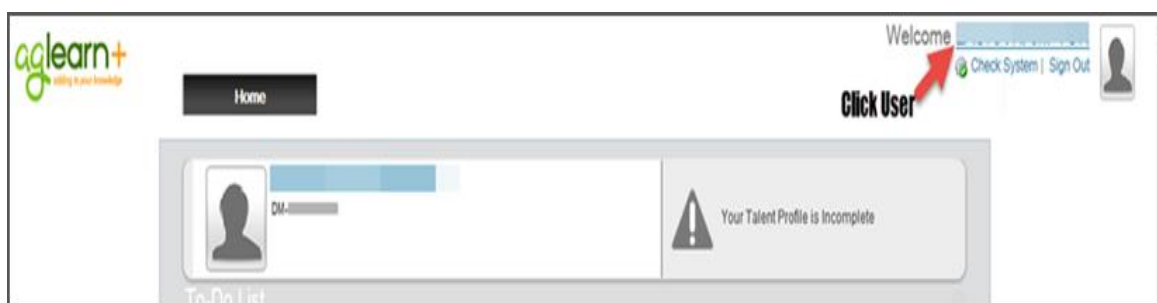 agLearn+
adding to your knowledge
Welcome
Check System | Sign Out
Click User
Home
DM-
Your Talent Profile is Incomplete
To-Do List